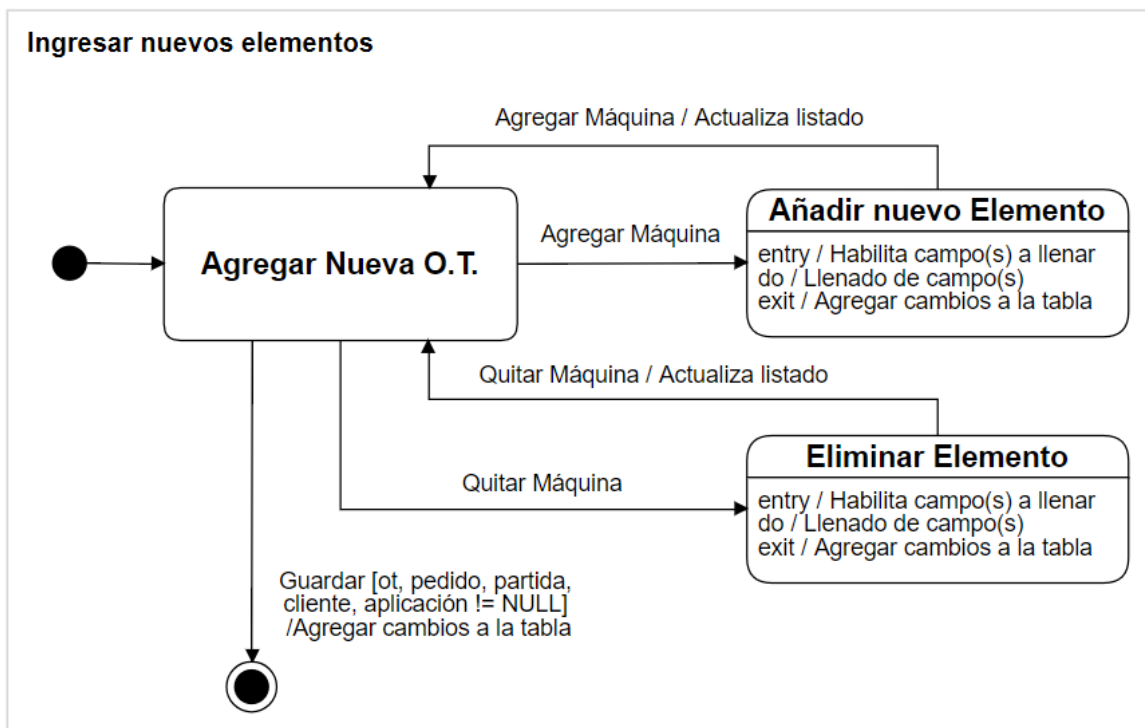 Ingresar nuevos elementos
Agregar Máquina / Actualiza listado
Agregar Nueva O.T.
Agregar Máquina
Añadir nuevo Elemento
entry / Habilita campo(s) a llenar
do / Llenado de campo(s)
exit / Agregar cambios a la tabla
Quitar Máquina / Actualiza listado
Quitar Máquina
Eliminar Elemento
entry / Habilita campo(s) a llenar
do / Llenado de campo(s)
exit / Agregar cambios a la tabla
Guardar [ot, pedido, partida,
cliente, aplicación != NULL]
/Agregar cambios a la tabla